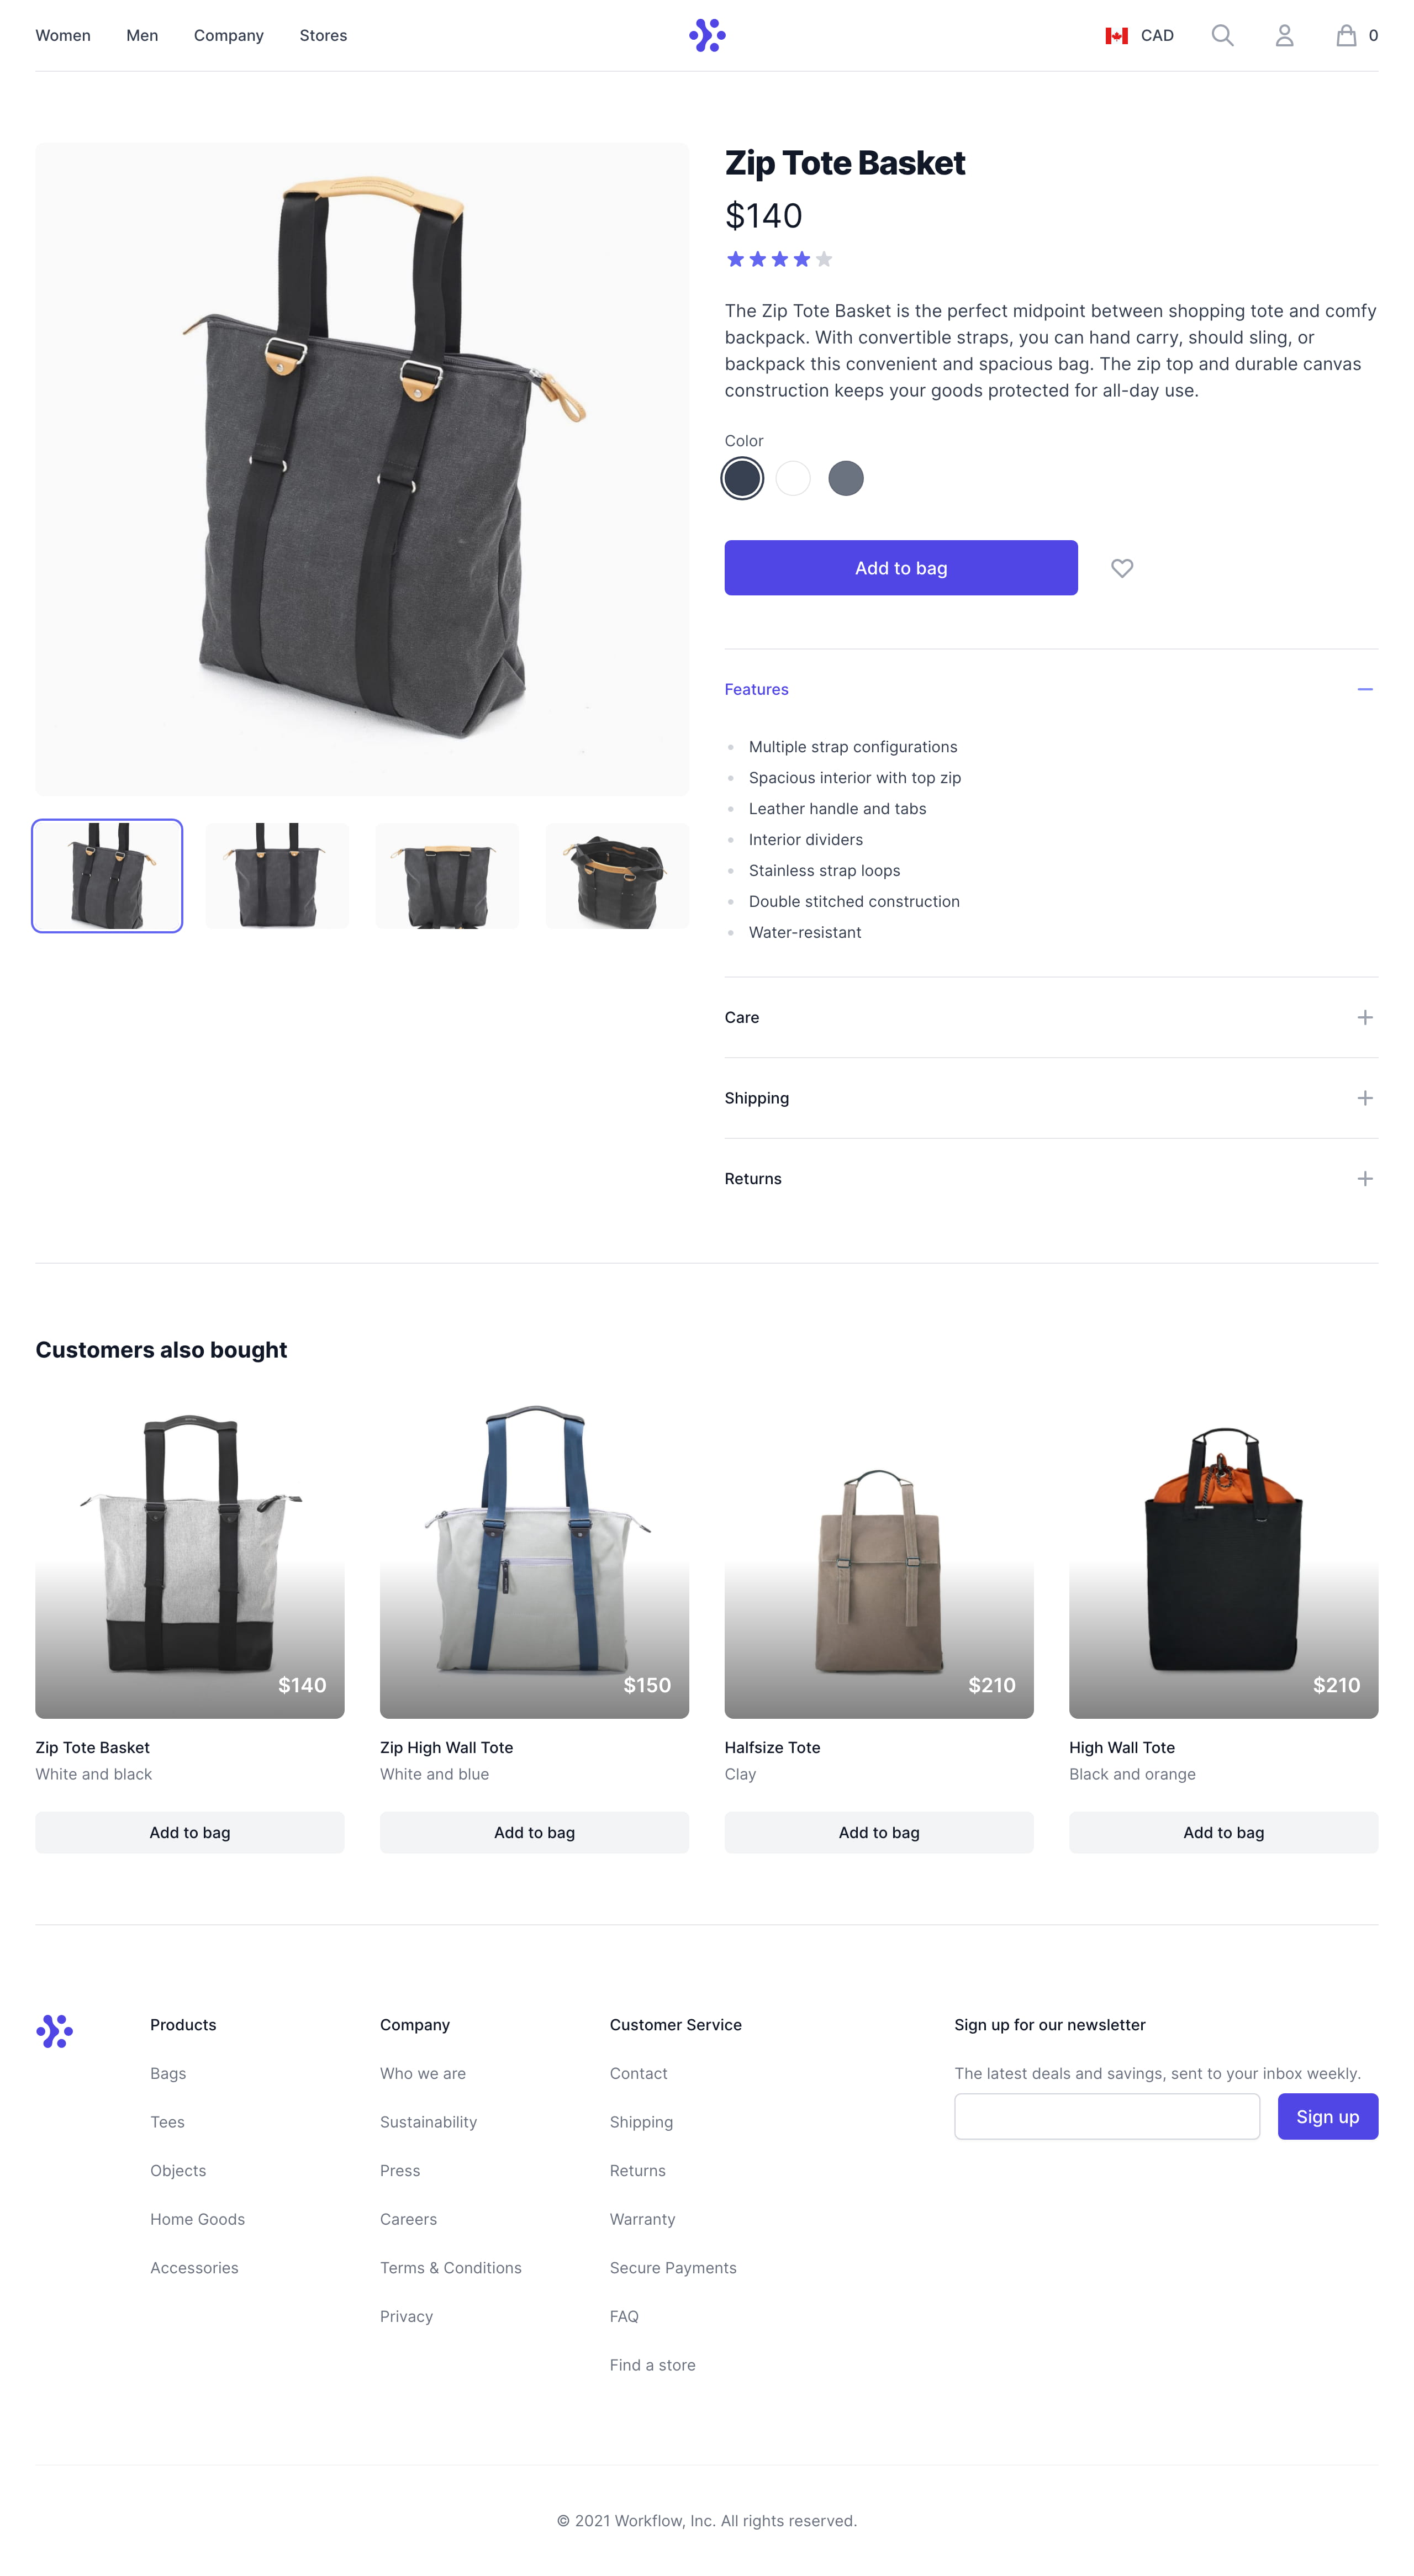 Women Men Company Stores CAD 0
Zip Tote Basket
$140
The Zip Tote Basket is the perfect midpoint between shopping tote and comfy
backpack. With convertible straps, you can hand carry, should sling, or
backpack this convenient and spacious bag. The zip top and durable canvas
construction keeps your goods protected for all-day use.
Color
Add to bag
Features
Multiple strap configurations
Spacious interior with top zip
Leather handle and tabs
Interior dividers
Stainless strap loops
Double stitched construction
Water-resistant
Care
Shipping
Returns
Customers also bought
$140 $150 $210 $210
Zip Tote Basket Zip High Wall Tote Halfsize Tote High Wall Tote
White and black White and blue Clay Black and orange
Add to bag Add to bag Add to bag Add to bag
Products
Bags
Tees
Objects
Home Goods
Accessories
Company
Who we are
Sustainability
Press
Careers
Terms & Conditions
Privacy
Customer Service
Contact
Shipping
Returns
Warranty
Secure Payments
FAQ
Find a store
Sign up for our newsletter
The latest deals and savings, sent to your inbox weekly.
Sign up
© 2021 Workflow, Inc. All rights reserved.